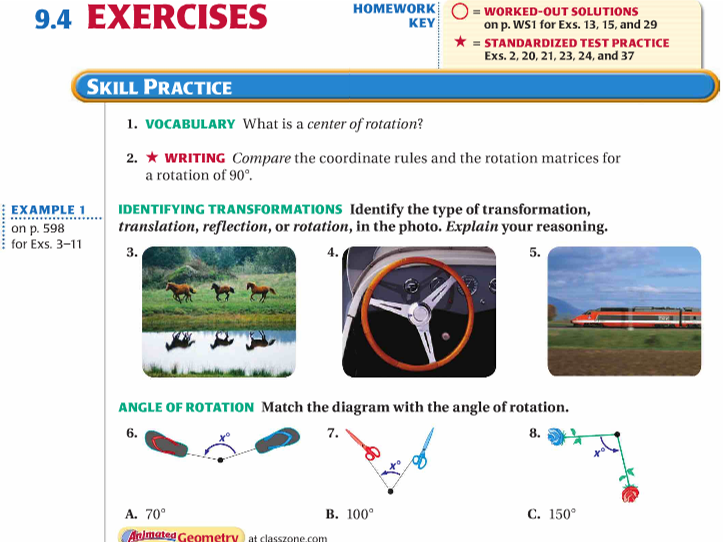 9.4 EXERCISES
HOMEWORK
KEY
= WORKED-OUT SOLUTIONS
on p. WS1 for Exs. 13, 15, and 29
★ = STANDARDIZED TEST PRACTICE
Exs. 2, 20, 21, 23, 24, and 37
SKILL PRACTICE
1. VOCABULARY What is a center of rotation?
2. ★ WRITING Compare the coordinate rules and the rotation matrices for
a rotation of 90°.
EXAMPLE 1
on p. 598
for Exs. 3–11
IDENTIFYING TRANSFORMATIONS Identify the type of transformation,
translation, reflection, or rotation, in the photo. Explain your reasoning.
3.
4.
5.
ANGLE OF ROTATION Match the diagram with the angle of rotation.
6.
x°
7.
x°
8.
x°
A. 70°
B. 100°
C. 150°
Animated Geometry at classzone.com